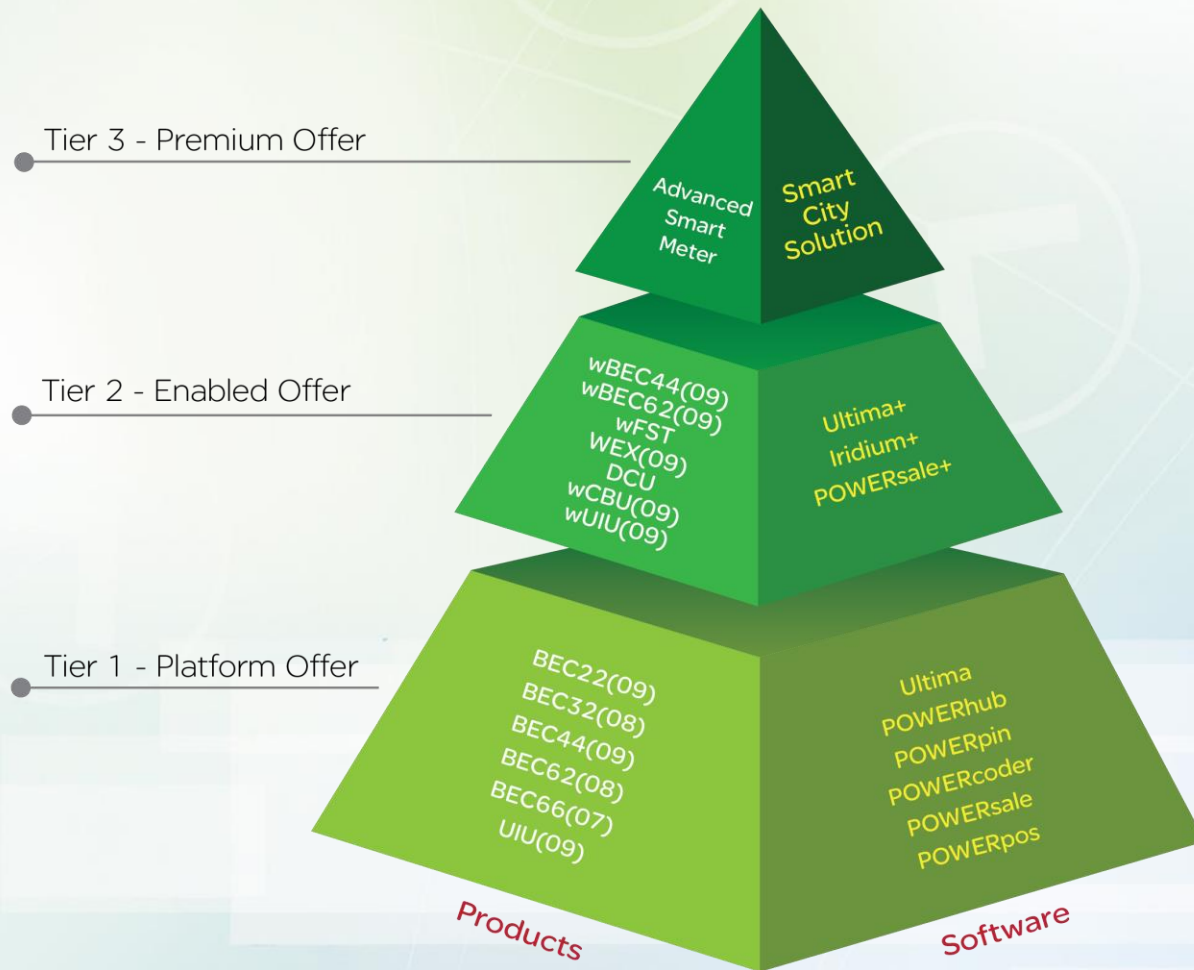 Tier 3 - Premium Offer
Advanced
Smart
Meter
Smart
City
Solution
Tier 2 - Enabled Offer
wBEC44(09)
wBEC62(09)
wFST
WEX(09)
DCU
wCBU(09)
wUIU(09)
Ultima+
Iridium+
POWERsale+
Tier 1 - Platform Offer
BEC22(09)
BEC32(08)
BEC44(09)
BEC62(08)
BEC66(07)
UIU(09)
Ultima
POWERhub
POWERpin
POWERcoder
POWERsale
POWERpos
Products
Software